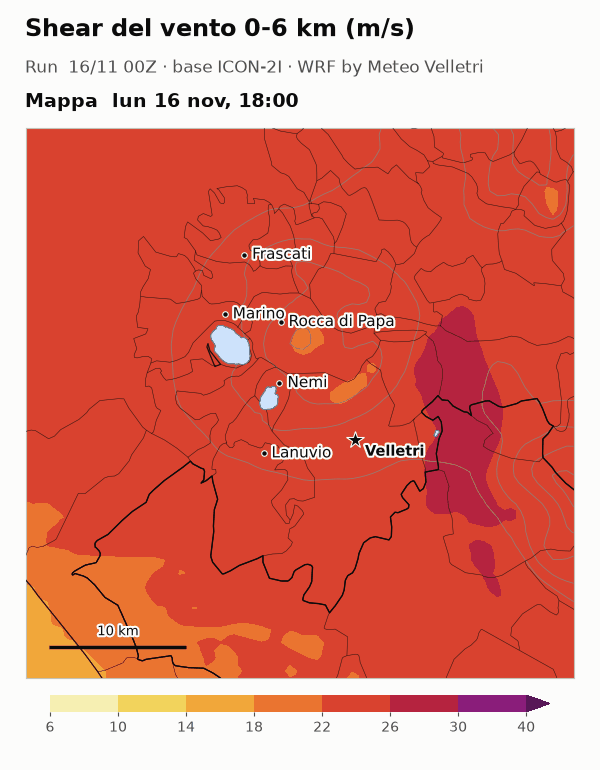 Shear del vento 0-6 km (m/s)
Run 16/11 00Z · base ICON-2I · WRF by Meteo Velletri
Mappa lun 16 nov, 18:00
Frascati
Marino
Rocca di Papa
Nemi
Velletri
Lanuvio
10 km
6 10 14 18 22 26 30 40